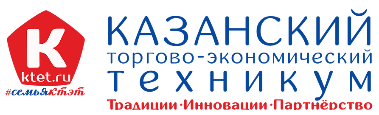 К
ktet.ru
#семьяКТЭТ
КАЗАНСКИЙ
торгово-экономический
техникум
Традиции·Инновации·Партнёрство